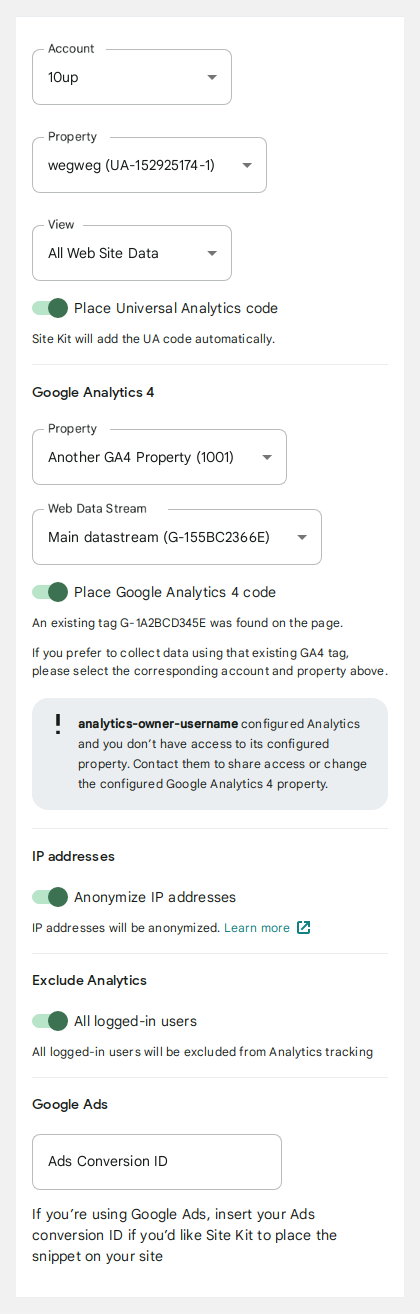 Account
10up
Property
wegweg (UA-152925174-1)
View
All Web Site Data
Place Universal Analytics code
Site Kit will add the UA code automatically.
Google Analytics 4
Property
Another GA4 Property (1001)
Web Data Stream
Main datastream (G-155BC2366E)
Place Google Analytics 4 code
An existing tag G-1A2BCD345E was found on the page.
If you prefer to collect data using that existing GA4 tag,
please select the corresponding account and property above.
analytics-owner-username configured Analytics
and you don’t have access to its configured
property. Contact them to share access or change
the configured Google Analytics 4 property.
IP addresses
Anonymize IP addresses
IP addresses will be anonymized. Learn more
Exclude Analytics
All logged-in users
All logged-in users will be excluded from Analytics tracking
Google Ads
Ads Conversion ID
If you’re using Google Ads, insert your Ads
conversion ID if you’d like Site Kit to place the
snippet on your site